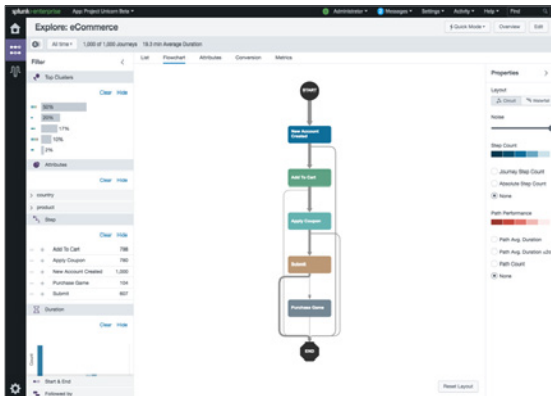 splunk>enterprise App: Project Unicorn Beta Administrator Messages Settings Activity Help Find
Explore: eCommerce
Quick Mode Overview Edit
All time 1,000 of 1,000 Journeys 19.3 min Average Duration
Filter
List Flowchart Attributes Conversion Metrics
Properties
Top Clusters
Clear Hide
50%
20%
17%
10%
3%
Attributes
Clear Hide
country
product
Step
Clear Hide
Add To Cart 798
Apply Coupon
New Account Created 1,000
Purchase Game 104
Submit 607
Duration
Clear Hide
Count
Start & End
Followed by
START
New Account
Created
Add To Cart
Apply Coupon
Submit
Purchase Game
END
Layout
Circuit Waterfall
Noise
Step Count
Journey Step Count
Absolute Step Count
None
Path Performance
Path Avg. Duration
Path Avg. Duration
Path Count
None
Reset Layout